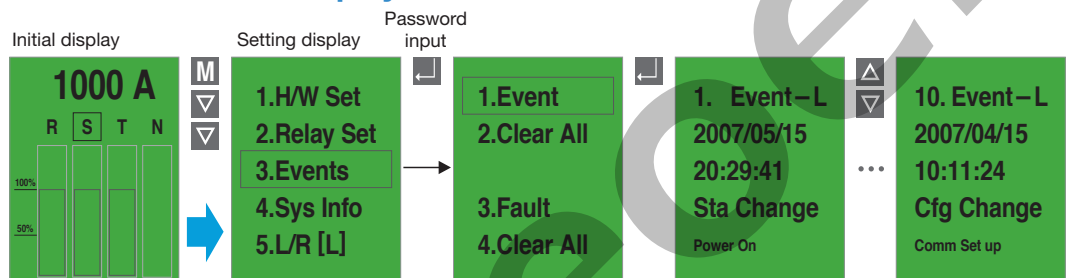 Password
input
Initial display
Setting display
1000 A
R S T N
100%
50%
M
1.H/W Set
2.Relay Set
3.Events
4.Sys Info
5.L/R [L]
1.Event
2.Clear All
3.Fault
4.Clear All
1. Event–L
2007/05/15
20:29:41
Sta Change
Power On
...
10. Event–L
2007/04/15
10:11:24
Cfg Change
Comm Set up